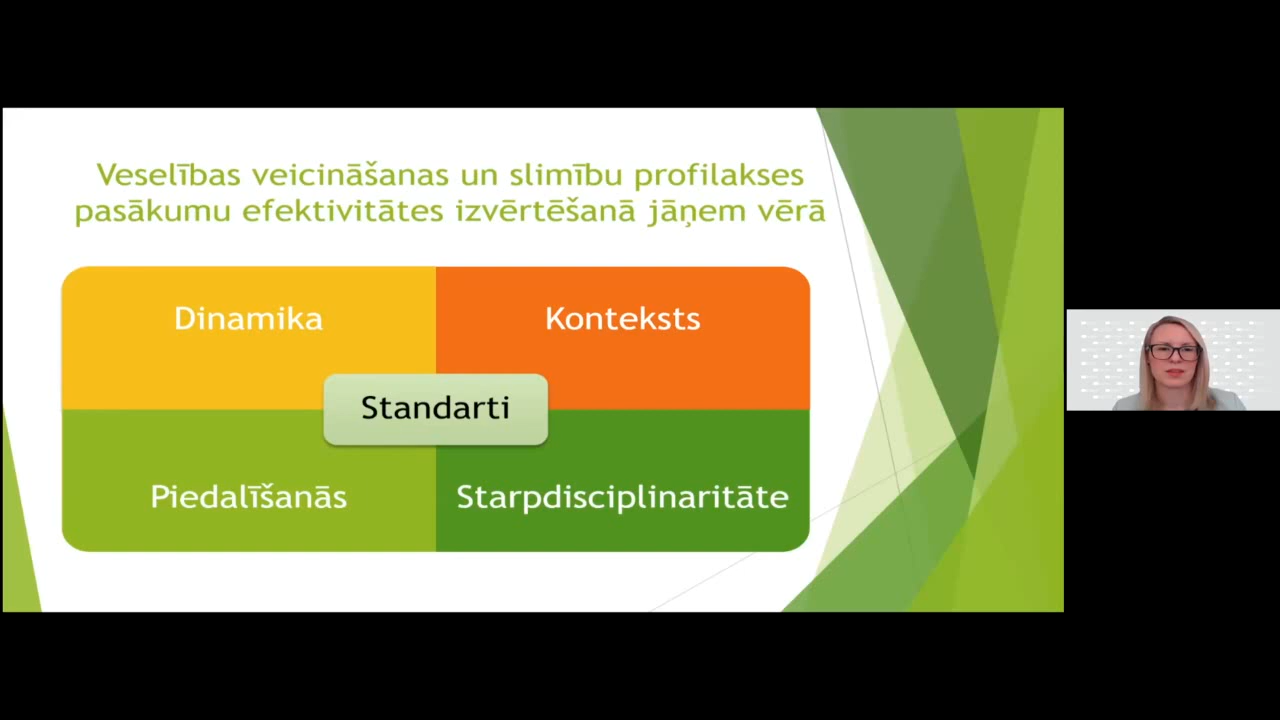 Veselības veicināšanas un slimību profilakses
pasākumu efektivitātes izvērtēšanā jāņem vērā
Dinamika
Konteksts
Standarti
Piedalīšanās
Starpdisciplinaritāte